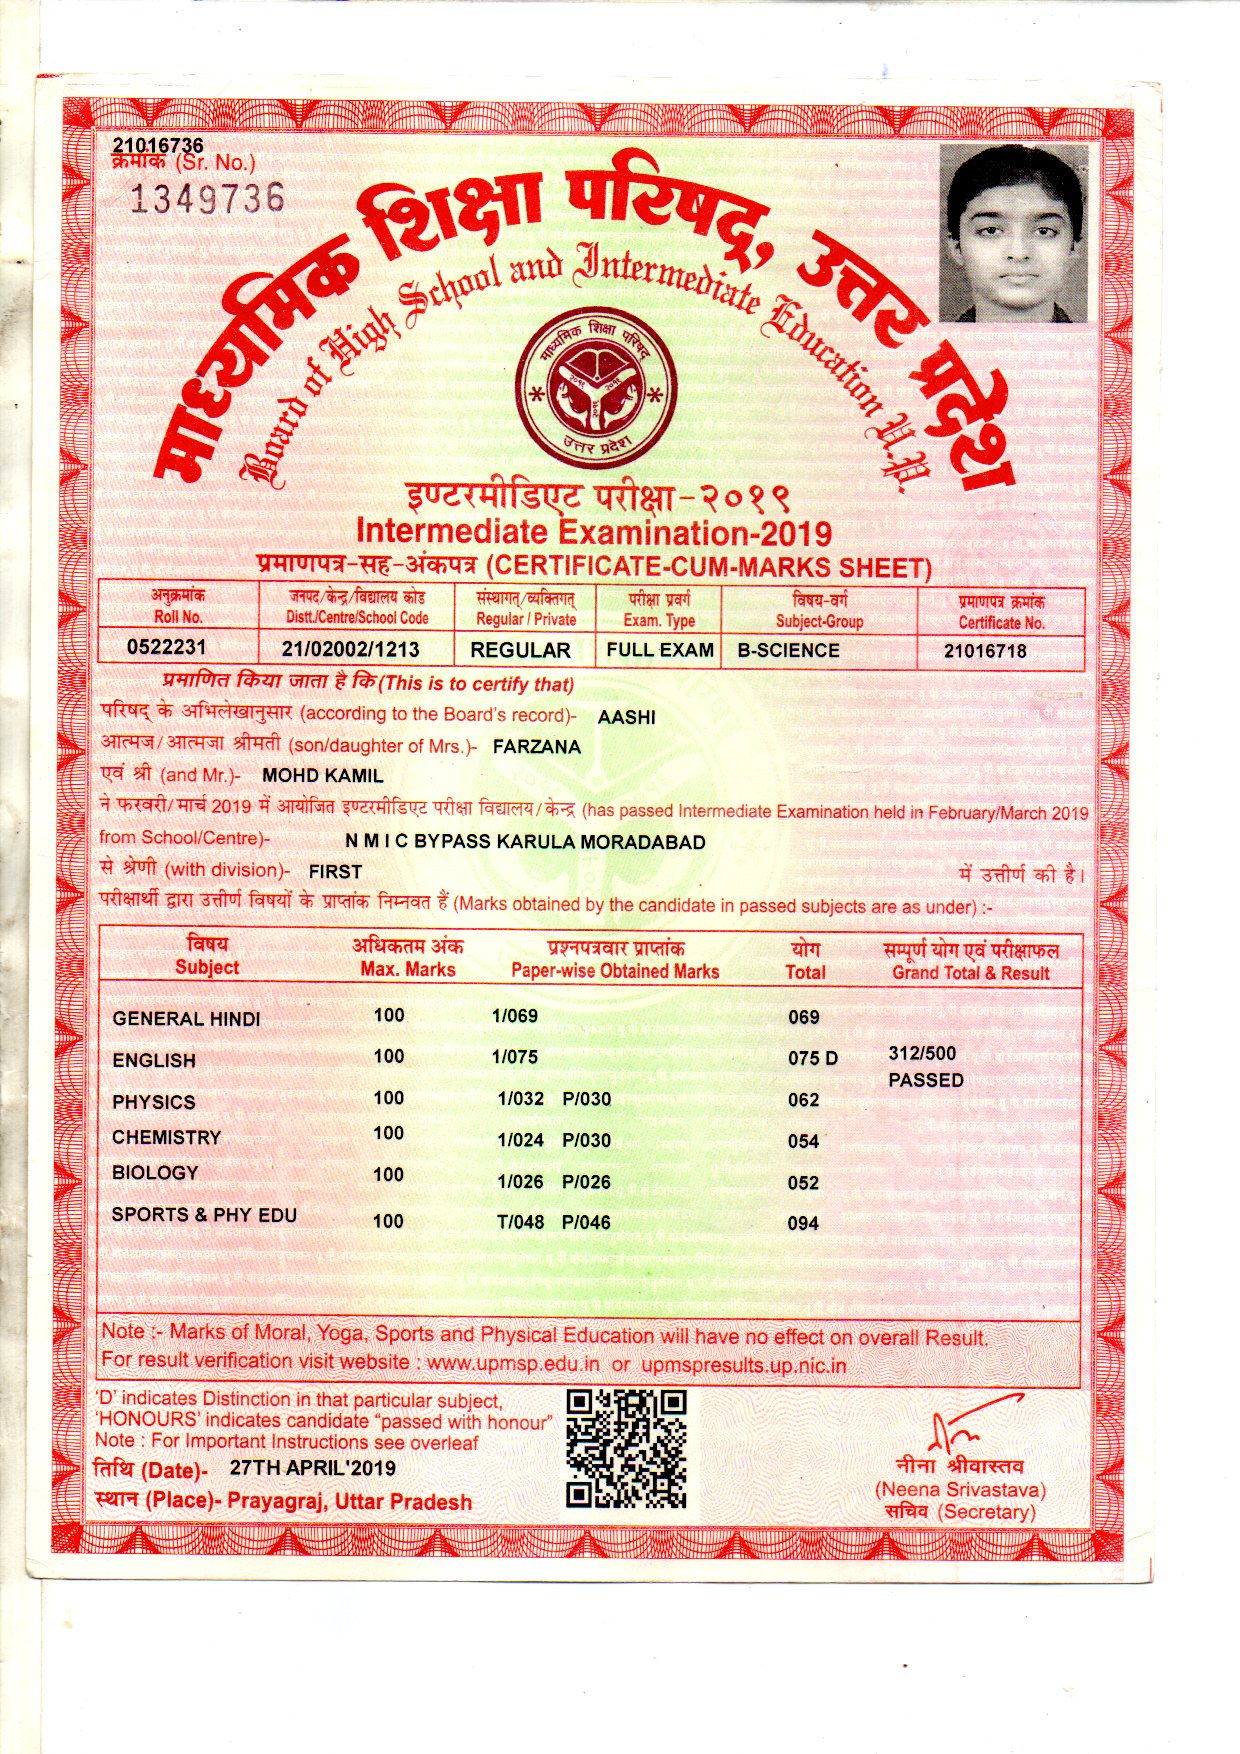 21016736
क्रमांक (Sr. No.)
1349736
माध्यमिक शिक्षा परिषद्, उत्तर प्रदेश
Board of High School and Intermediate Education U.P.
माध्यमिक शिक्षा परिषद्
२०१९ २०१९
२०१९
उत्तर प्रदेश
इण्टरमीडिएट परीक्षा-२०१९
Intermediate Examination-2019
प्रमाणपत्र-सह-अंकपत्र (CERTIFICATE-CUM-MARKS SHEET)
अनुक्रमांक जनपद/केन्द्र/विद्यालय कोड संस्थागत्/व्यक्तिगत् परीक्षा प्रवर्ग विषय-वर्ग प्रमाणपत्र क्रमांक
Roll No. Distt./Centre/School Code Regular / Private Exam. Type Subject-Group Certificate No.
0522231 21/02002/1213 REGULAR FULL EXAM B-SCIENCE 21016718
प्रमाणित किया जाता है कि (This is to certify that)
परिषद् के अभिलेखानुसार (according to the Board's record)- AASHI
आत्मज/आत्मजा श्रीमती (son/daughter of Mrs.)- FARZANA
एवं श्री (and Mr.)- MOHD KAMIL
ने फरवरी/मार्च 2019 में आयोजित इण्टरमीडिएट परीक्षा विद्यालय/केन्द्र (has passed Intermediate Examination held in February/March 2019
from School/Centre)- N M I C BYPASS KARULA MORADABAD
से श्रेणी (with division)- FIRST में उत्तीर्ण की है।
परीक्षार्थी द्वारा उत्तीर्ण विषयों के प्राप्तांक निम्नवत हैं (Marks obtained by the candidate in passed subjects are as under) :-
विषय अधिकतम अंक प्रश्नपत्रवार प्राप्तांक योग सम्पूर्ण योग एवं परीक्षाफल
Subject Max. Marks Paper-wise Obtained Marks Total Grand Total & Result
GENERAL HINDI 100 1/069 069
ENGLISH 100 1/075 075 D 312/500
PASSED
PHYSICS 100 1/032 P/030 062
CHEMISTRY 100 1/024 P/030 054
BIOLOGY 100 1/026 P/026 052
SPORTS & PHY EDU 100 T/048 P/046 094
Note :- Marks of Moral, Yoga, Sports and Physical Education will have no effect on overall Result.
For result verification visit website : www.upmsp.edu.in or upmspresults.up.nic.in
'D' indicates Distinction in that particular subject,
'HONOURS' indicates candidate "passed with honour"
Note : For Important Instructions see overleaf
तिथि (Date)- 27TH APRIL'2019
स्थान (Place)- Prayagraj, Uttar Pradesh
नीना श्रीवास्तव
(Neena Srivastava)
सचिव (Secretary)